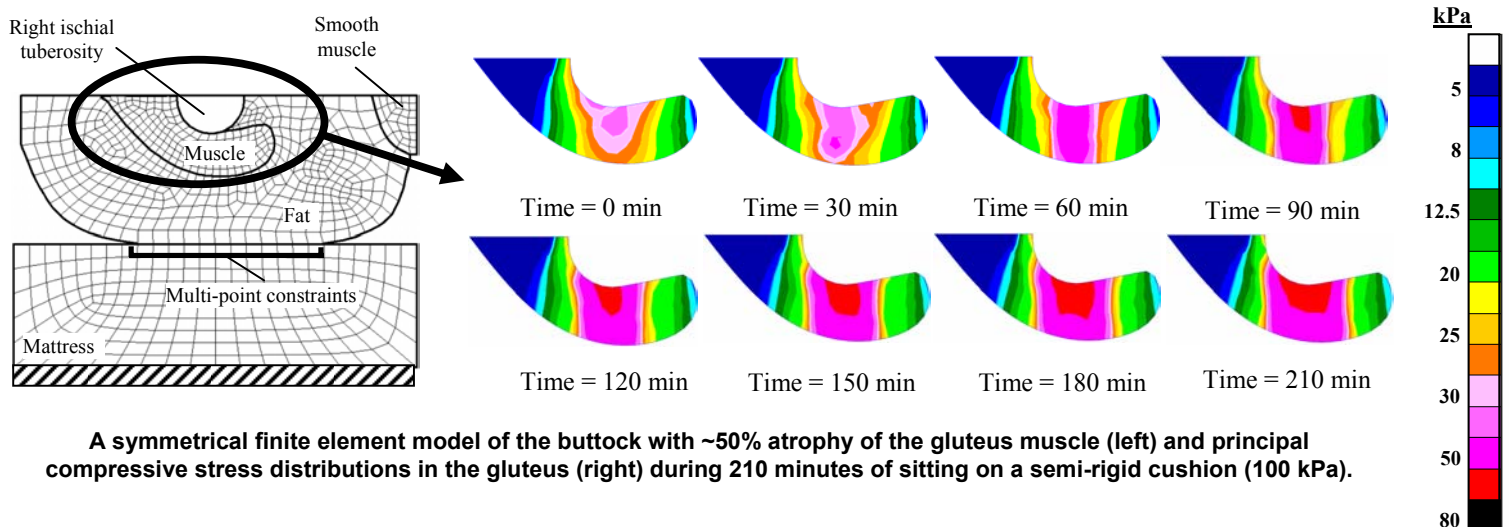 Right ischial
tuberosity
Smooth
muscle
Muscle
Fat
Multi-point constraints
Mattress
Time = 0 min
Time = 30 min
Time = 60 min
Time = 90 min
Time = 120 min
Time = 150 min
Time = 180 min
Time = 210 min
kPa
5
8
12.5
20
25
30
50
80
A symmetrical finite element model of the buttock with ~50% atrophy of the gluteus muscle (left) and principal
compressive stress distributions in the gluteus (right) during 210 minutes of sitting on a semi-rigid cushion (100 kPa).